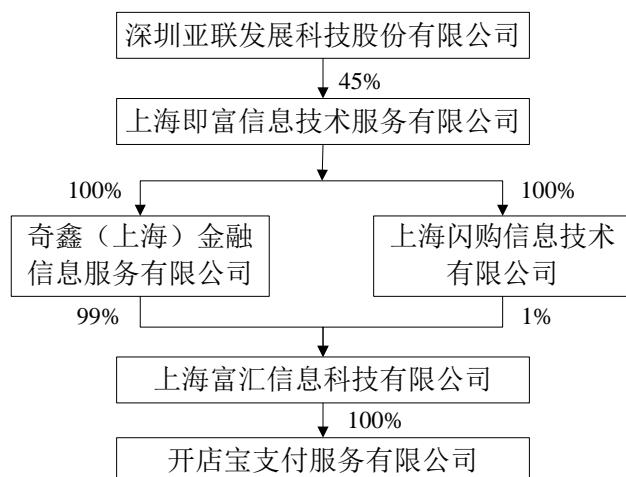 深圳亚联发展科技股份有限公司
45%
上海即富信息技术服务有限公司
100%
100%
奇鑫（上海）金融
信息服务有限公司
上海闪购信息技术
有限公司
99%
1%
上海富汇信息科技有限公司
100%
开店宝支付服务有限公司